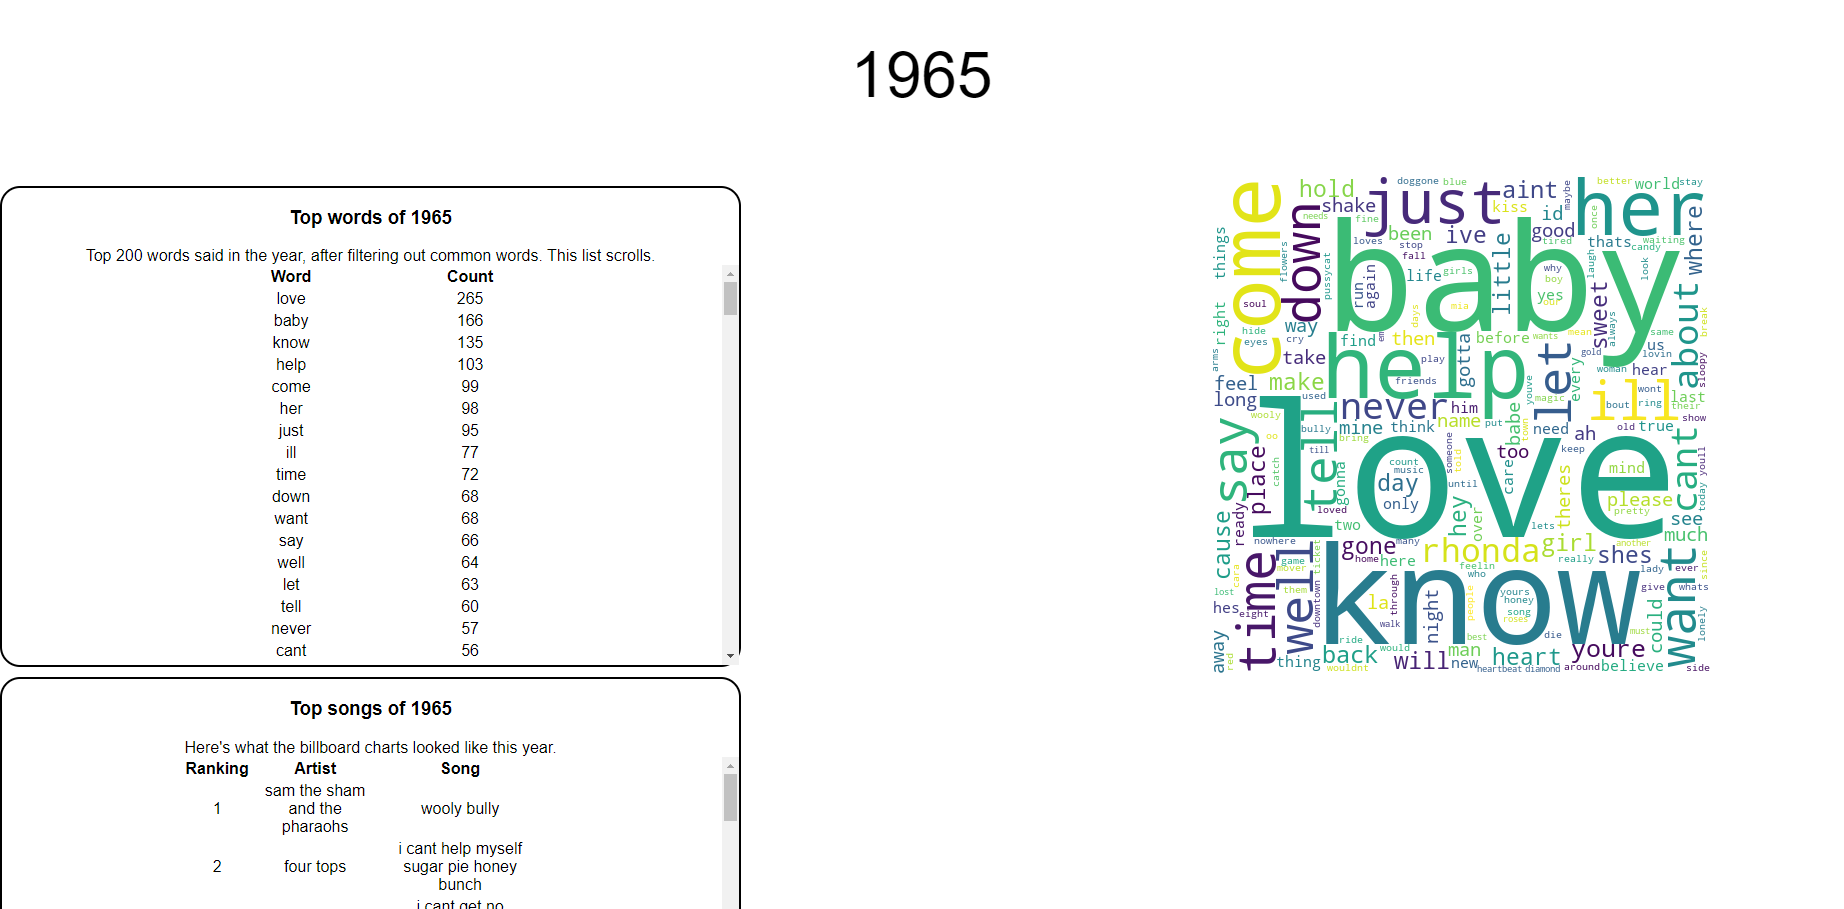 1965
Top words of 1965
Top 200 words said in the year, after filtering out common words. This list scrolls.
Word Count
love 265
baby 166
know 135
help 103
come 99
her 98
just 95
ill 77
time 72
down 68
want 68
say 66
well 64
let 63
tell 60
never 57
cant 56
Top songs of 1965
Here's what the billboard charts looked like this year.
Ranking Artist Song
1 sam the sham and the pharaohs wooly bully
2 four tops i cant help myself sugar pie honey bunch
i cant get no
doggone blue better world stay
hold just aint her
shake kiss id maybe once where
needs fine been ive good
come down loves stop tired thats waiting candy
things flowers pussycat fall life girls little why laugh look
baby
run again boy yes sweet about
soul days mia our always same break
right hide eyes way cry find em then before wants mean us lovin
arms take help play gotta gold hear sloopy
feel make friends youve let every woman wont
long used never him magic ill last
wooly bully mine think name put babe town need ah bout ring their show
say tell oo bring till old true
love
place catch gonna count music day only someone told too care keep mind cant youll
loved until theres please pretty today
cause ready two hey over lets see much
nowhere gone many rhonda girl shes another
cara game mover ticket home here feelin really lady ever since
know
lost them who give whats
time well downtown la through night people yours honey song roses want
hes eight could lonely
walk best die must
away red ride would youre
thing back will man new heart around believe side
wouldnt heartbeat diamond